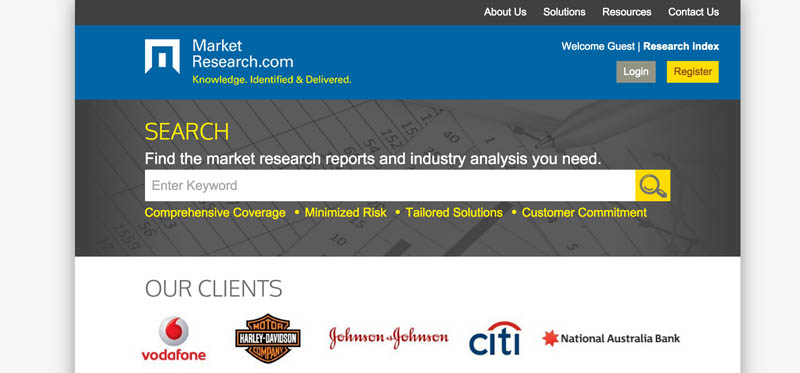 About Us Solutions Resources Contact Us
Market
Research.com
Knowledge. Identified & Delivered.
Welcome Guest | Research index
Login Register
SEARCH
Find the market research reports and industry analysis you need.
Enter Keyword
Comprehensive Coverage • Minimized Risk • Tailored Solutions • Customer Commitment
OUR CLIENTS
vodafone
MOTOR
HARLEY-DAVIDSON
COMPANY
Johnson & Johnson
citi
National Australia Bank